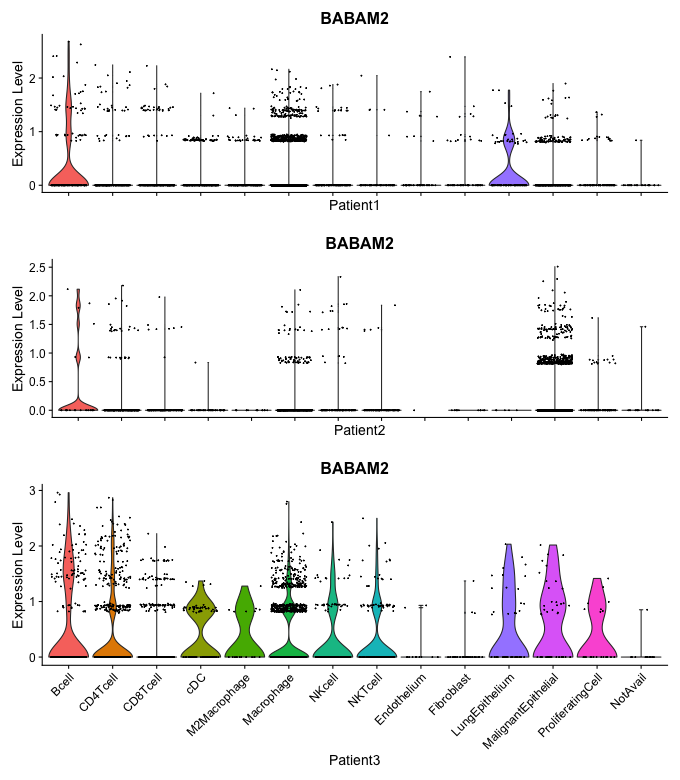 BABAM2
Expression Level
2
1
0
Patient1
BABAM2
Expression Level
2.5
2.0
1.5
1.0
0.5
0.0
Patient2
BABAM2
Expression Level
3
2
1
0
Bcell
CD4Tcell
CD8Tcell
cDC
M2Macrophage
Macrophage
NKcell
NKTcell
Endothelium
Fibroblast
LungEpithelium
MalignantEpithelial
ProliferatingCell
NotAvail
Patient3